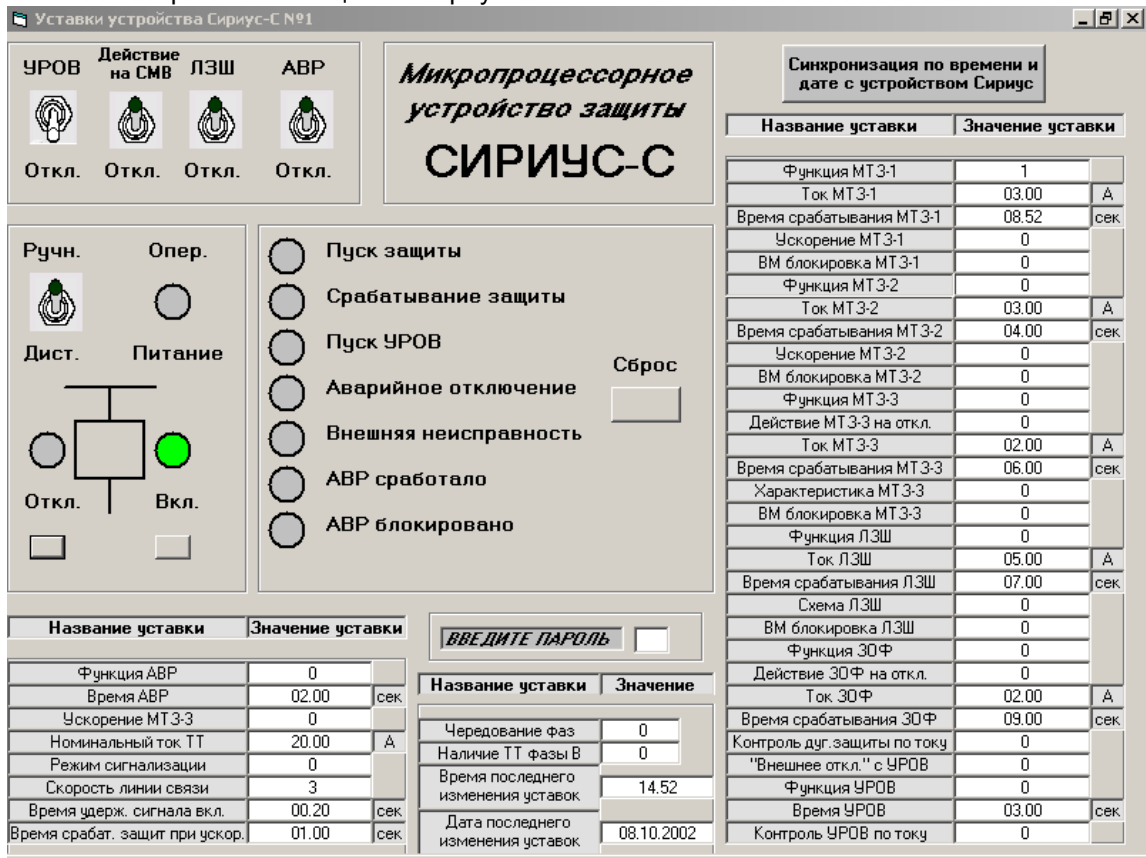 Уставки устройства Сириус-С №1
УРОВ
Действие
на СМВ
ЛЗШ
АВР
Откл.
Откл.
Откл.
Откл.
Микропроцессорное
устройство защиты
СИРИУС-С
Синхронизация по времени и
дате с устройством Сириус
Ручн.
Опер.
Дист.
Питание
Откл.
Вкл.
Пуск защиты
Срабатывание защиты
Пуск УРОВ
Аварийное отключение
Внешняя неисправность
АВР сработало
АВР блокировано
Сброс
Название уставки Значение уставки
Функция МТЗ-1 1
Ток МТЗ-1 03.00 А
Время срабатывания МТЗ-1 08.52 сек
Ускорение МТЗ-1 0
ВМ блокировка МТЗ-1 0
Функция МТЗ-2 0
Ток МТЗ-2 03.00 А
Время срабатывания МТЗ-2 04.00 сек
Ускорение МТЗ-2 0
ВМ блокировка МТЗ-2 0
Функция МТЗ-3 0
Действие МТЗ-3 на откл. 0
Ток МТЗ-3 02.00 А
Время срабатывания МТЗ-3 06.00 сек
Характеристика МТЗ-3 0
ВМ блокировка МТЗ-3 0
Функция ЛЗШ 0
Ток ЛЗШ 05.00 А
Время срабатывания ЛЗШ 07.00 сек
Схема ЛЗШ 0
ВМ блокировка ЛЗШ 0
Функция ЗОФ 0
Действие ЗОФ на откл. 0
Ток ЗОФ 02.00 А
Время срабатывания ЗОФ 09.00 сек
Контроль дуг.защиты по току 0
"Внешнее откл." с УРОВ 0
Функция УРОВ 0
Время УРОВ 03.00 сек
Контроль УРОВ по току 0
Название уставки Значение уставки
Функция АВР 0
Время АВР 02.00 сек
Ускорение МТЗ-3 0
Номинальный ток ТТ 20.00 А
Режим сигнализации 0
Скорость линии связи 3
Время удерж. сигнала вкл. 00.20 сек
Время срабат. защит при ускор. 01.00 сек
ВВЕДИТЕ ПАРОЛЬ
Название уставки Значение
Чередование фаз 0
Наличие ТТ фазы В 0
Время последнего
изменения уставок 14.52
Дата последнего
изменения уставок 08.10.2002